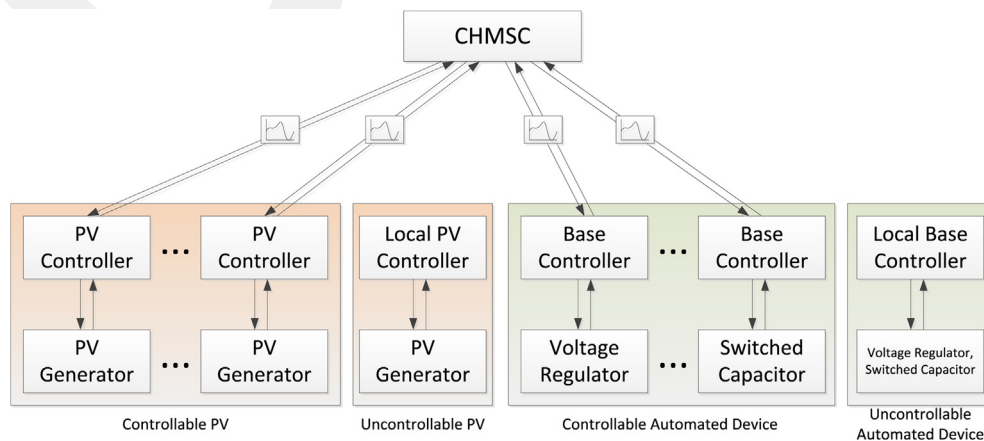 CHMSC
PV
Controller
...
PV
Controller
Local PV
Controller
Base
Controller
...
Base
Controller
Local Base
Controller
PV
Generator
...
PV
Generator
PV
Generator
Voltage
Regulator
...
Switched
Capacitor
Voltage Regulator,
Switched Capacitor
Controllable PV
Uncontrollable PV
Controllable Automated Device
Uncontrollable
Automated Device